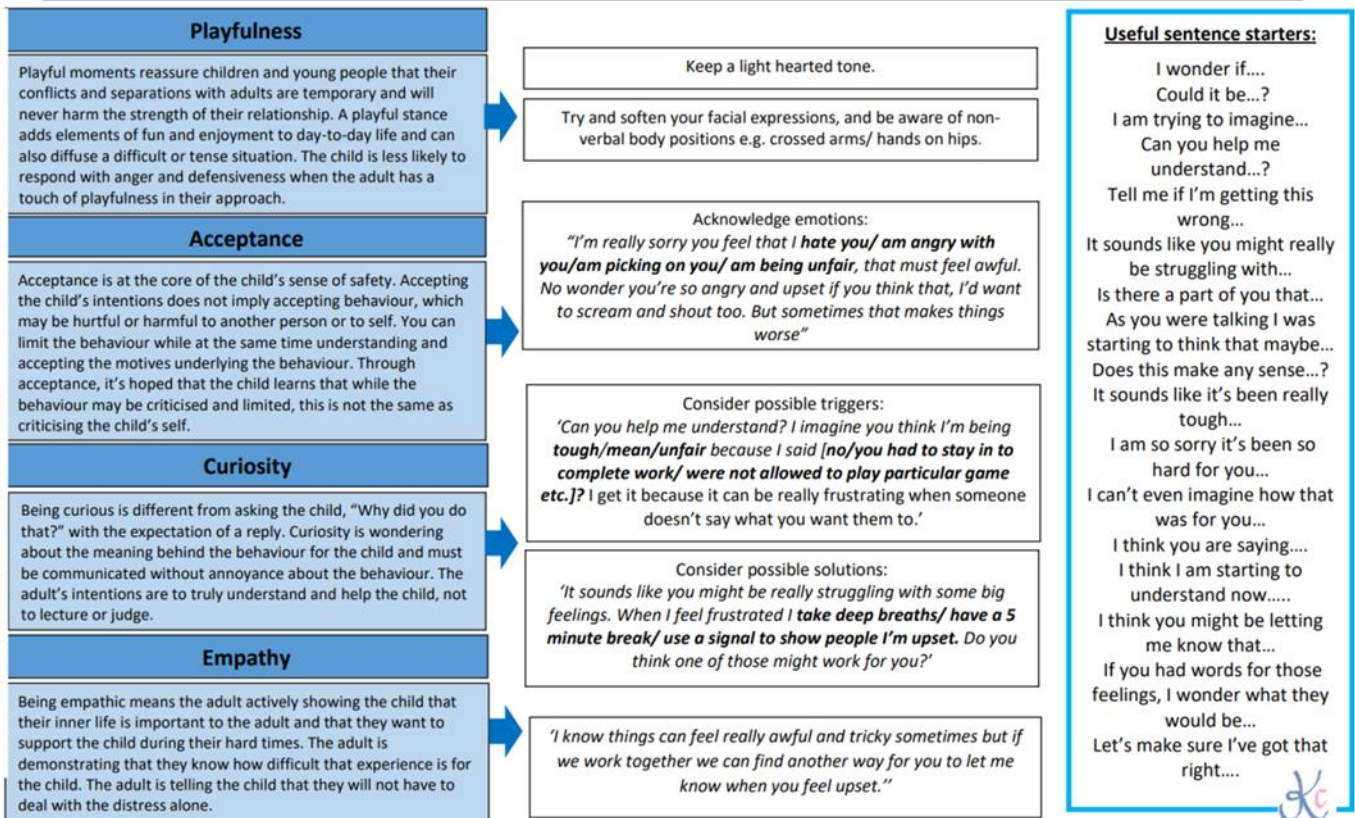 Playfulness
Playful moments reassure children and young people that their
conflicts and separations with adults are temporary and will
never harm the strength of their relationship. A playful stance
adds elements of fun and enjoyment to day-to-day life and can
also diffuse a difficult or tense situation. The child is less likely to
respond with anger and defensiveness when the adult has a
touch of playfulness in their approach.
Keep a light hearted tone.
Try and soften your facial expressions, and be aware of non-
verbal body positions e.g. crossed arms/ hands on hips.
Acceptance
Acceptance is at the core of the child's sense of safety. Accepting
the child's intentions does not imply accepting behaviour, which
may be hurtful or harmful to another person or to self. You can
limit the behaviour while at the same time understanding and
accepting the motives underlying the behaviour. Through
acceptance, it's hoped that the child learns that while the
behaviour may be criticised and limited, this is not the same as
criticising the child's self.
Acknowledge emotions:
"I'm really sorry you feel that I hate you/ am angry with
you/am picking on you/ am being unfair, that must feel awful.
No wonder you're so angry and upset if you think that, I'd want
to scream and shout too. But sometimes that makes things
worse"
Curiosity
Being curious is different from asking the child, "Why did you do
that?" with the expectation of a reply. Curiosity is wondering
about the meaning behind the behaviour for the child and must
be communicated without annoyance about the behaviour. The
adult's intentions are to truly understand and help the child, not
to lecture or judge.
Consider possible triggers:
'Can you help me understand? I imagine you think I'm being
tough/mean/unfair because I said [no/you had to stay in to
complete work/ were not allowed to play particular game
etc.]? I get it because it can be really frustrating when someone
doesn't say what you want them to.'
Consider possible solutions:
'It sounds like you might be really struggling with some big
feelings. When I feel frustrated I take deep breaths/ have a 5
minute break/ use a signal to show people I'm upset. Do you
think one of those might work for you?'
Empathy
Being empathic means the adult actively showing the child that
their inner life is important to the adult and that they want to
support the child during their hard times. The adult is
demonstrating that they know how difficult that experience is for
the child. The adult is telling the child that they will not have to
deal with the distress alone.
'I know things can feel really awful and tricky sometimes but if
we work together we can find another way for you to let me
know when you feel upset.''
Useful sentence starters:
I wonder if....
Could it be...?
I am trying to imagine...
Can you help me
understand...?
Tell me if I'm getting this
wrong...
It sounds like you might really
be struggling with...
Is there a part of you that...
As you were talking I was
starting to think that maybe...
Does this make any sense...?
It sounds like it's been really
tough...
I am so sorry it's been so
hard for you...
I can't even imagine how that
was for you...
I think you are saying....
I think I am starting to
understand now.....
I think you might be letting
me know that...
If you had words for those
feelings, I wonder what they
would be...
Let's make sure I've got that
right....
Kc